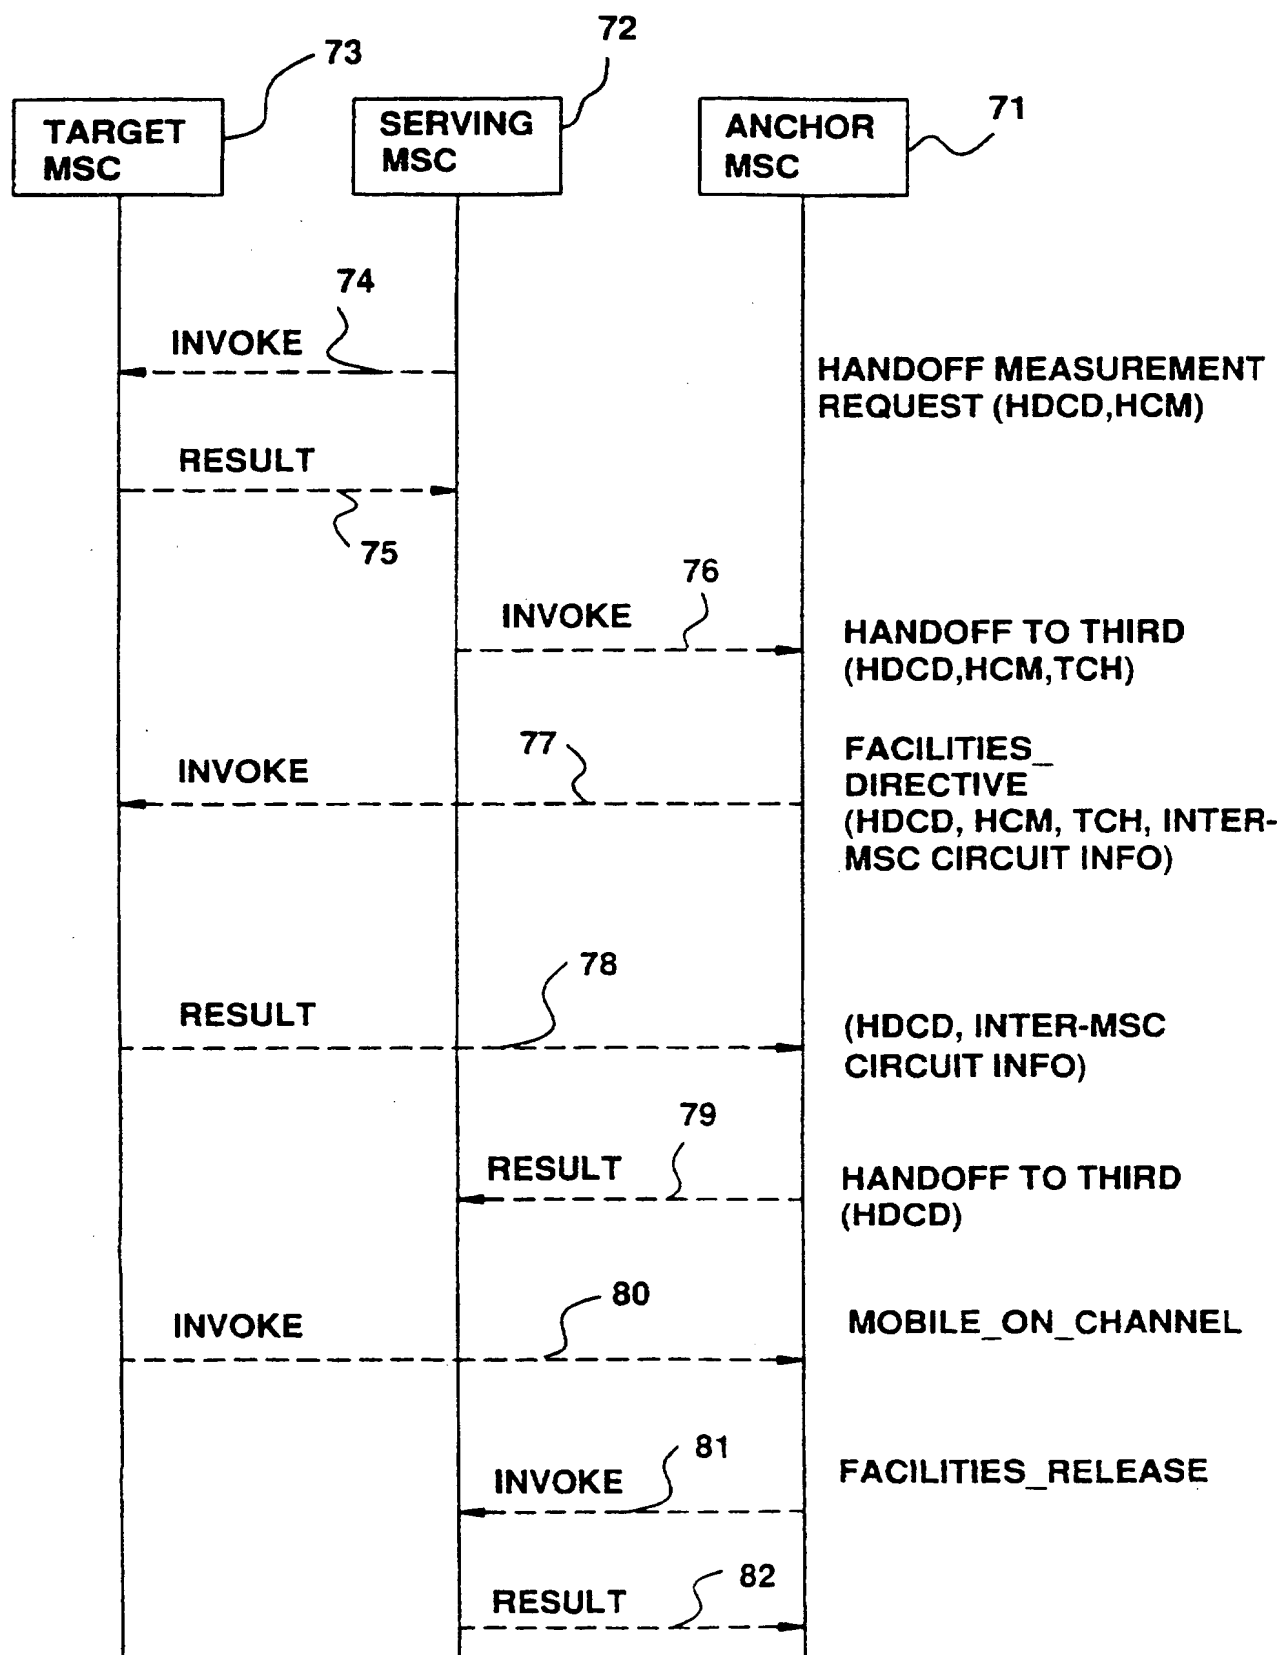 73
72
71
TARGET
MSC
SERVING
MSC
ANCHOR
MSC
74
INVOKE
HANDOFF MEASUREMENT
REQUEST (HDCD,HCM)
RESULT
75
76
INVOKE
HANDOFF TO THIRD
(HDCD,HCM,TCH)
77
INVOKE
FACILITIES_
DIRECTIVE
(HDCD, HCM, TCH, INTER-
MSC CIRCUIT INFO)
78
RESULT
(HDCD, INTER-MSC
CIRCUIT INFO)
79
RESULT
HANDOFF TO THIRD
(HDCD)
80
INVOKE
MOBILE_ON_CHANNEL
81
INVOKE
FACILITIES_RELEASE
82
RESULT